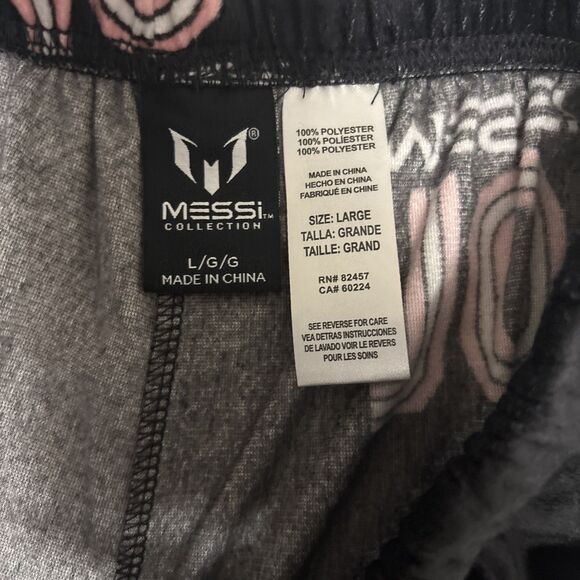 MESSi™
COLLECTION
L/G/G
MADE IN CHINA
100% POLYESTER
100% POLIÉSTER
100% POLYESTER
MADE IN CHINA
HECHO EN CHINA
FABRIQUÉ EN CHINE
SIZE: LARGE
TALLA: GRANDE
TAILLE: GRAND
RN# 82457
CA# 60224
SEE REVERSE FOR CARE
VEA DETRAS INSTRUCCIONES
DE LAVADO VOIR LE REVERS
POUR LES SOINS